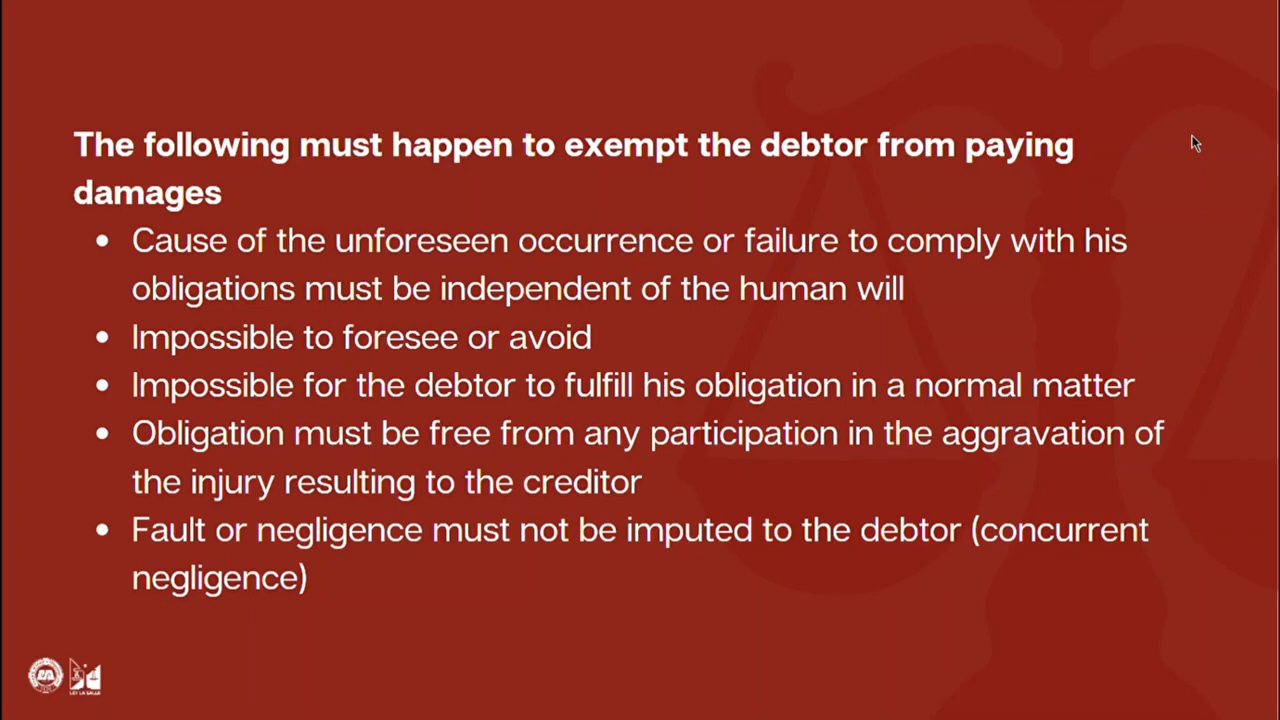 The following must happen to exempt the debtor from paying
damages
• Cause of the unforeseen occurrence or failure to comply with his
obligations must be independent of the human will
• Impossible to foresee or avoid
• Impossible for the debtor to fulfill his obligation in a normal matter
• Obligation must be free from any participation in the aggravation of
the injury resulting to the creditor
• Fault or negligence must not be imputed to the debtor (concurrent
negligence)
LEY LA SALLE